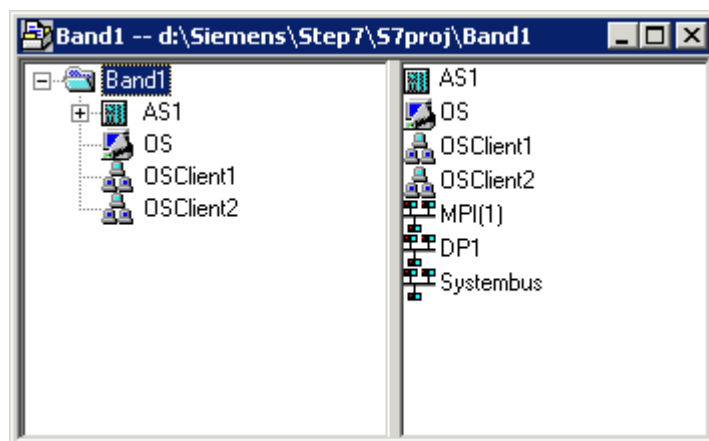 Band1 -- d:\Siemens\Step7\S7proj\Band1
Band1
AS1
OS
OSClient1
OSClient2
AS1
OS
OSClient1
OSClient2
MPI(1)
DP1
Systembus